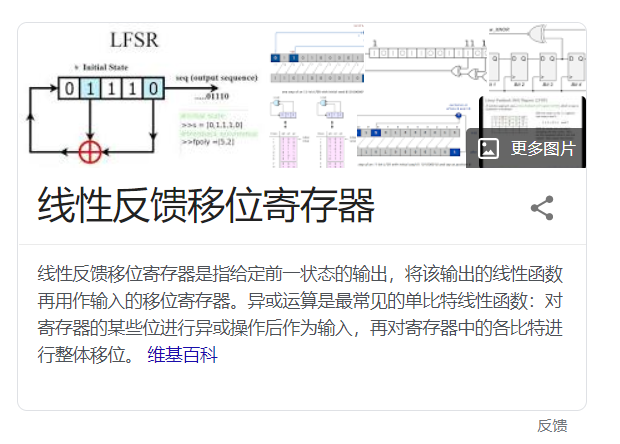 LFSR
Initial State
0 1 1 1 0
seq (output sequence)
.....01110
>>s = [0,1,1,1,0]
>>fpoly =[5,2]
1
11 1
更多图片
线性反馈移位寄存器
线性反馈移位寄存器是指给定前一状态的输出，将该输出的线性函数
再用作输入的移位寄存器。异或运算是最常见的单比特线性函数：对
寄存器的某些位进行异或操作后作为输入，再对寄存器中的各比特进
行整体移位。 维基百科
反馈